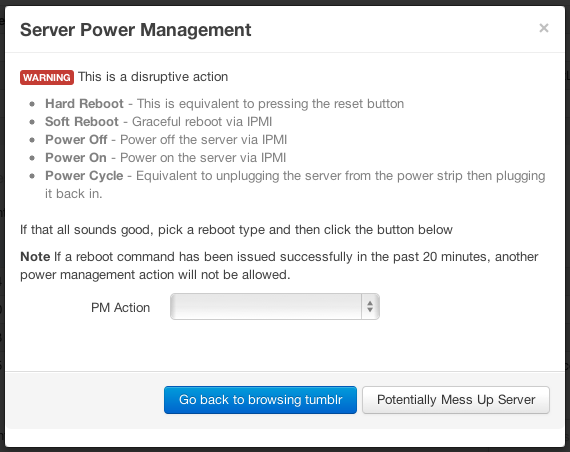 Server Power Management ×
WARNING This is a disruptive action
• Hard Reboot - This is equivalent to pressing the reset button
• Soft Reboot - Graceful reboot via IPMI
• Power Off - Power off the server via IPMI
• Power On - Power on the server via IPMI
• Power Cycle - Equivalent to unplugging the server from the power strip then plugging
it back in.
If that all sounds good, pick a reboot type and then click the button below
Note If a reboot command has been issued successfully in the past 20 minutes, another
power management action will not be allowed.
PM Action
Go back to browsing tumblr Potentially Mess Up Server